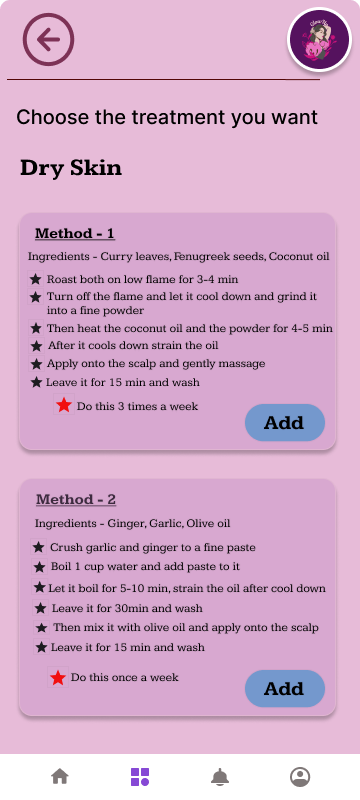 Choose the treatment you want
Dry Skin
Method - 1
Ingredients - Curry leaves, Fenugreek seeds, Coconut oil
Roast both on low flame for 3-4 min
Turn off the flame and let it cool down and grind it
into a fine powder
Then heat the coconut oil and the powder for 4-5 min
After it cools down strain the oil
Apply onto the scalp and gently massage
Leave it for 15 min and wash
Do this 3 times a week
Add
Method - 2
Ingredients - Ginger, Garlic, Olive oil
Crush garlic and ginger to a fine paste
Boil 1 cup water and add paste to it
Let it boil for 5-10 min, strain the oil after cool down
Leave it for 30min and wash
Then mix it with olive oil and apply onto the scalp
Leave it for 15 min and wash
Do this once a week
Add